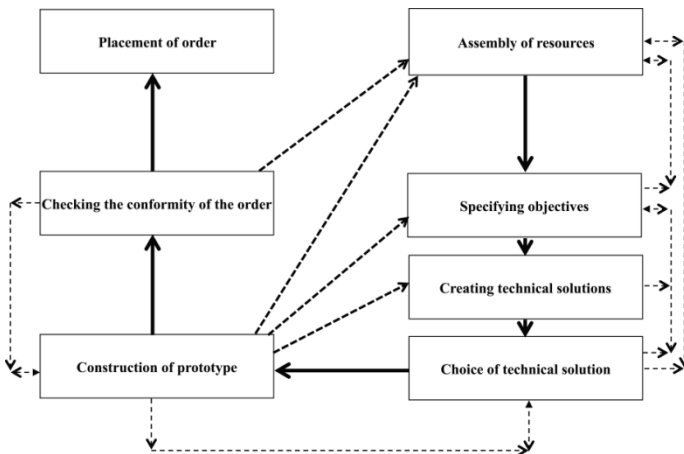 Placement of order
Assembly of resources
Checking the conformity of the order
Specifying objectives
Creating technical solutions
Construction of prototype
Choice of technical solution